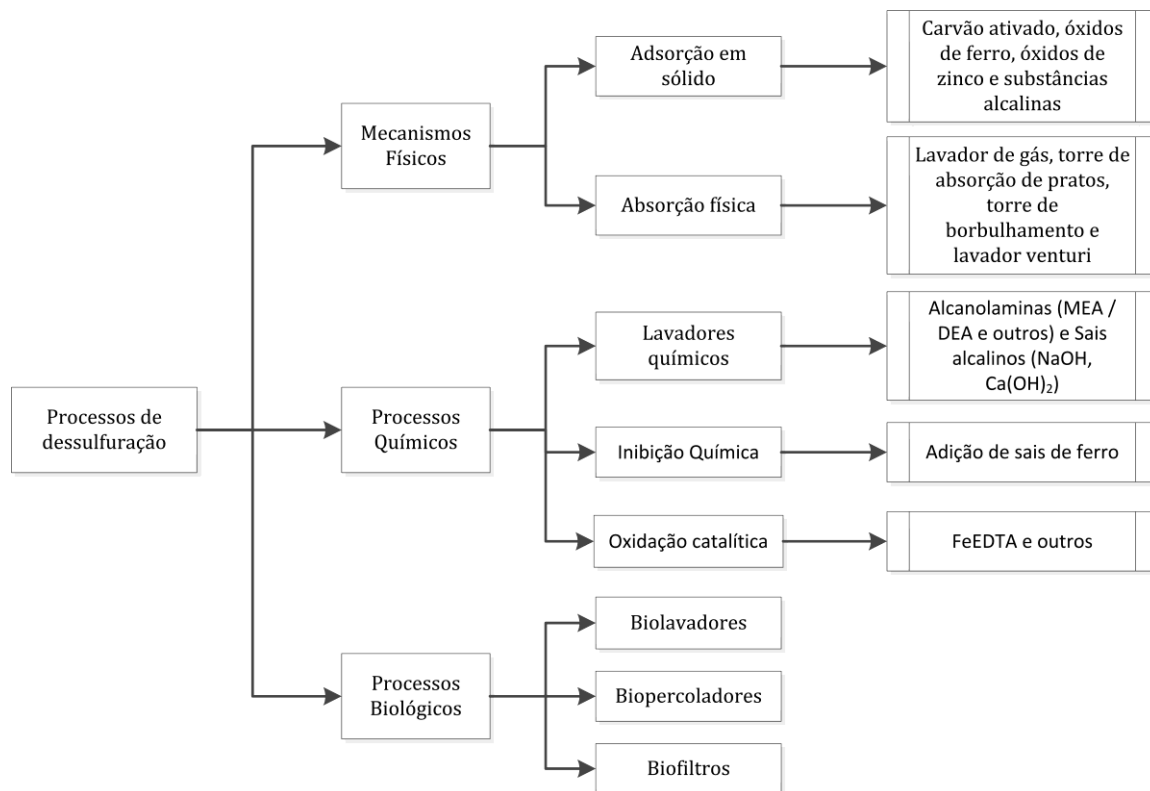 Processos de
dessulfuração
Mecanismos
Físicos
Adsorção em
sólido
Carvão ativado, óxidos
de ferro, óxidos de
zinco e substâncias
alcalinas
Absorção física
Lavador de gás, torre de
absorção de pratos,
torre de
borbulhamento e
lavador venturi
Processos
Químicos
Lavadores
químicos
Alcanolaminas (MEA /
DEA e outros) e Sais
alcalinos (NaOH,
Ca(OH)₂)
Inibição Química
Adição de sais de ferro
Oxidação catalítica
FeEDTA e outros
Processos
Biológicos
Biolavadores
Biopercoladores
Biofiltros